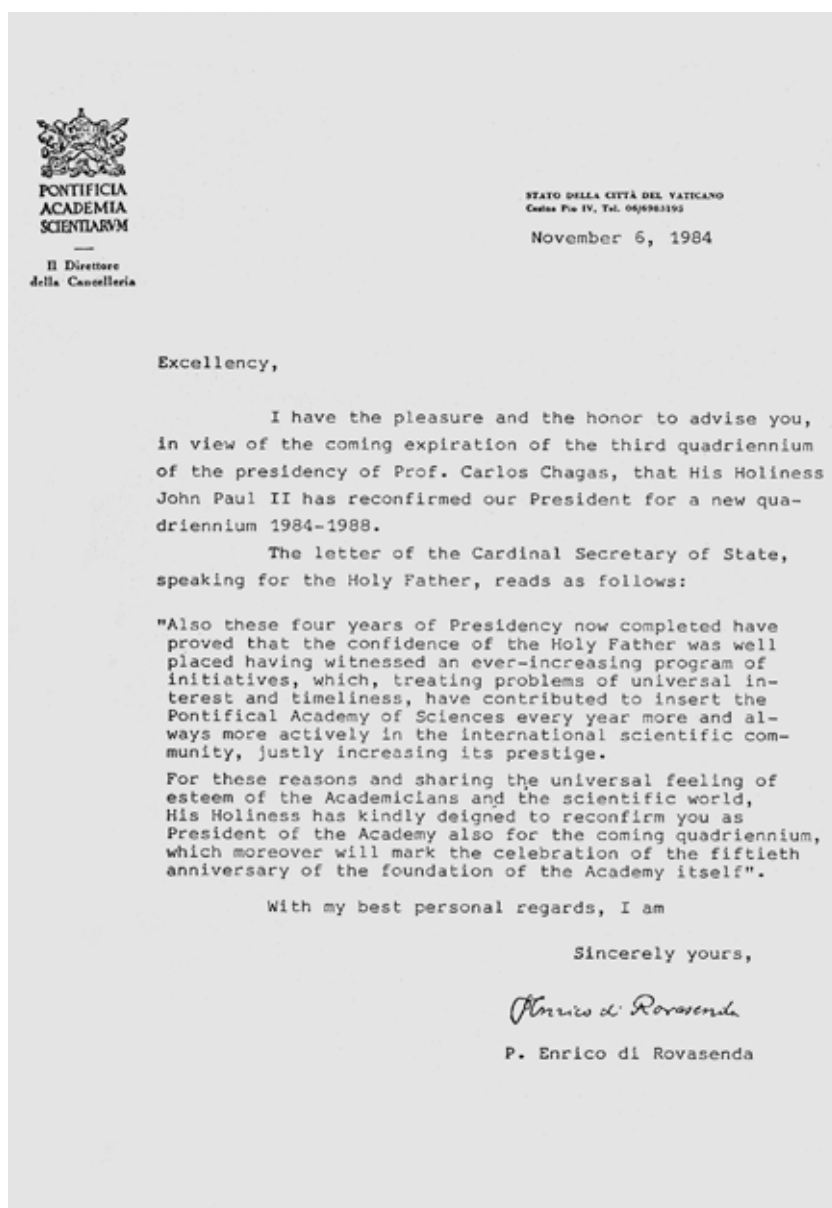 PONTIFICIA
ACADEMIA
SCIENTIARVM
Il Direttore
della Cancelleria
STATO DELLA CITTÀ DEL VATICANO
Casina Pio IV, Tel. 06/6983195
November 6, 1984
Excellency,
I have the pleasure and the honor to advise you,
in view of the coming expiration of the third quadriennium
of the presidency of Prof. Carlos Chagas, that His Holiness
John Paul II has reconfirmed our President for a new qua-
driennium 1984-1988.
The letter of the Cardinal Secretary of State,
speaking for the Holy Father, reads as follows:
"Also these four years of Presidency now completed have
proved that the confidence of the Holy Father was well
placed having witnessed an ever-increasing program of
initiatives, which, treating problems of universal in-
terest and timeliness, have contributed to insert the
Pontifical Academy of Sciences every year more and al-
ways more actively in the international scientific com-
munity, justly increasing its prestige.
For these reasons and sharing the universal feeling of
esteem of the Academicians and the scientific world,
His Holiness has kindly deigned to reconfirm you as
President of the Academy also for the coming quadriennium,
which moreover will mark the celebration of the fiftieth
anniversary of the foundation of the Academy itself".
With my best personal regards, I am
Sincerely yours,
P. Enrico di Rovasenda
P. Enrico di Rovasenda